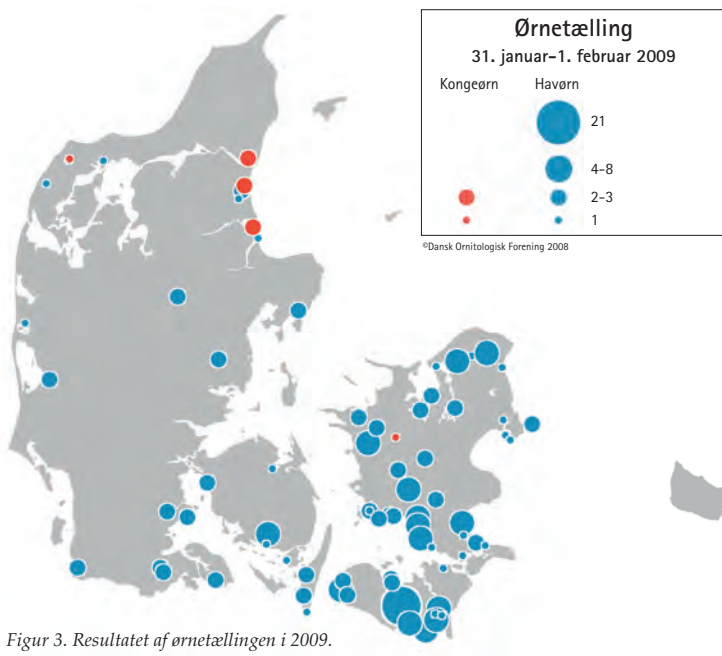 Ørnetælling
31. januar-1. februar 2009
Kongeørn Havørn
21
4-8
2-3
1
©Dansk Ornitologisk Forening 2008
Figur 3. Resultatet af ørnetællingen i 2009.